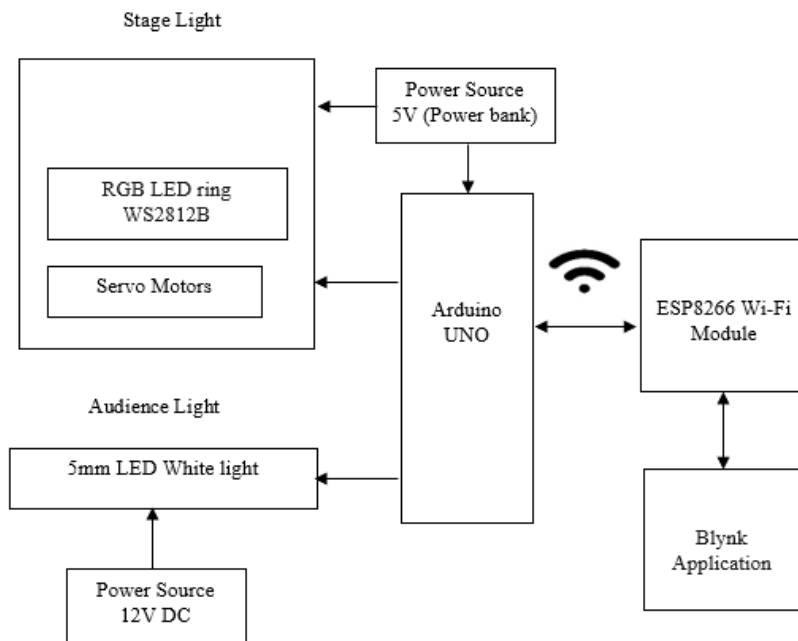 Stage Light
Power Source
5V (Power bank)
RGB LED ring
WS2812B
Servo Motors
Arduino
UNO
ESP8266 Wi-Fi
Module
Audience Light
5mm LED White light
Blynk
Application
Power Source
12V DC